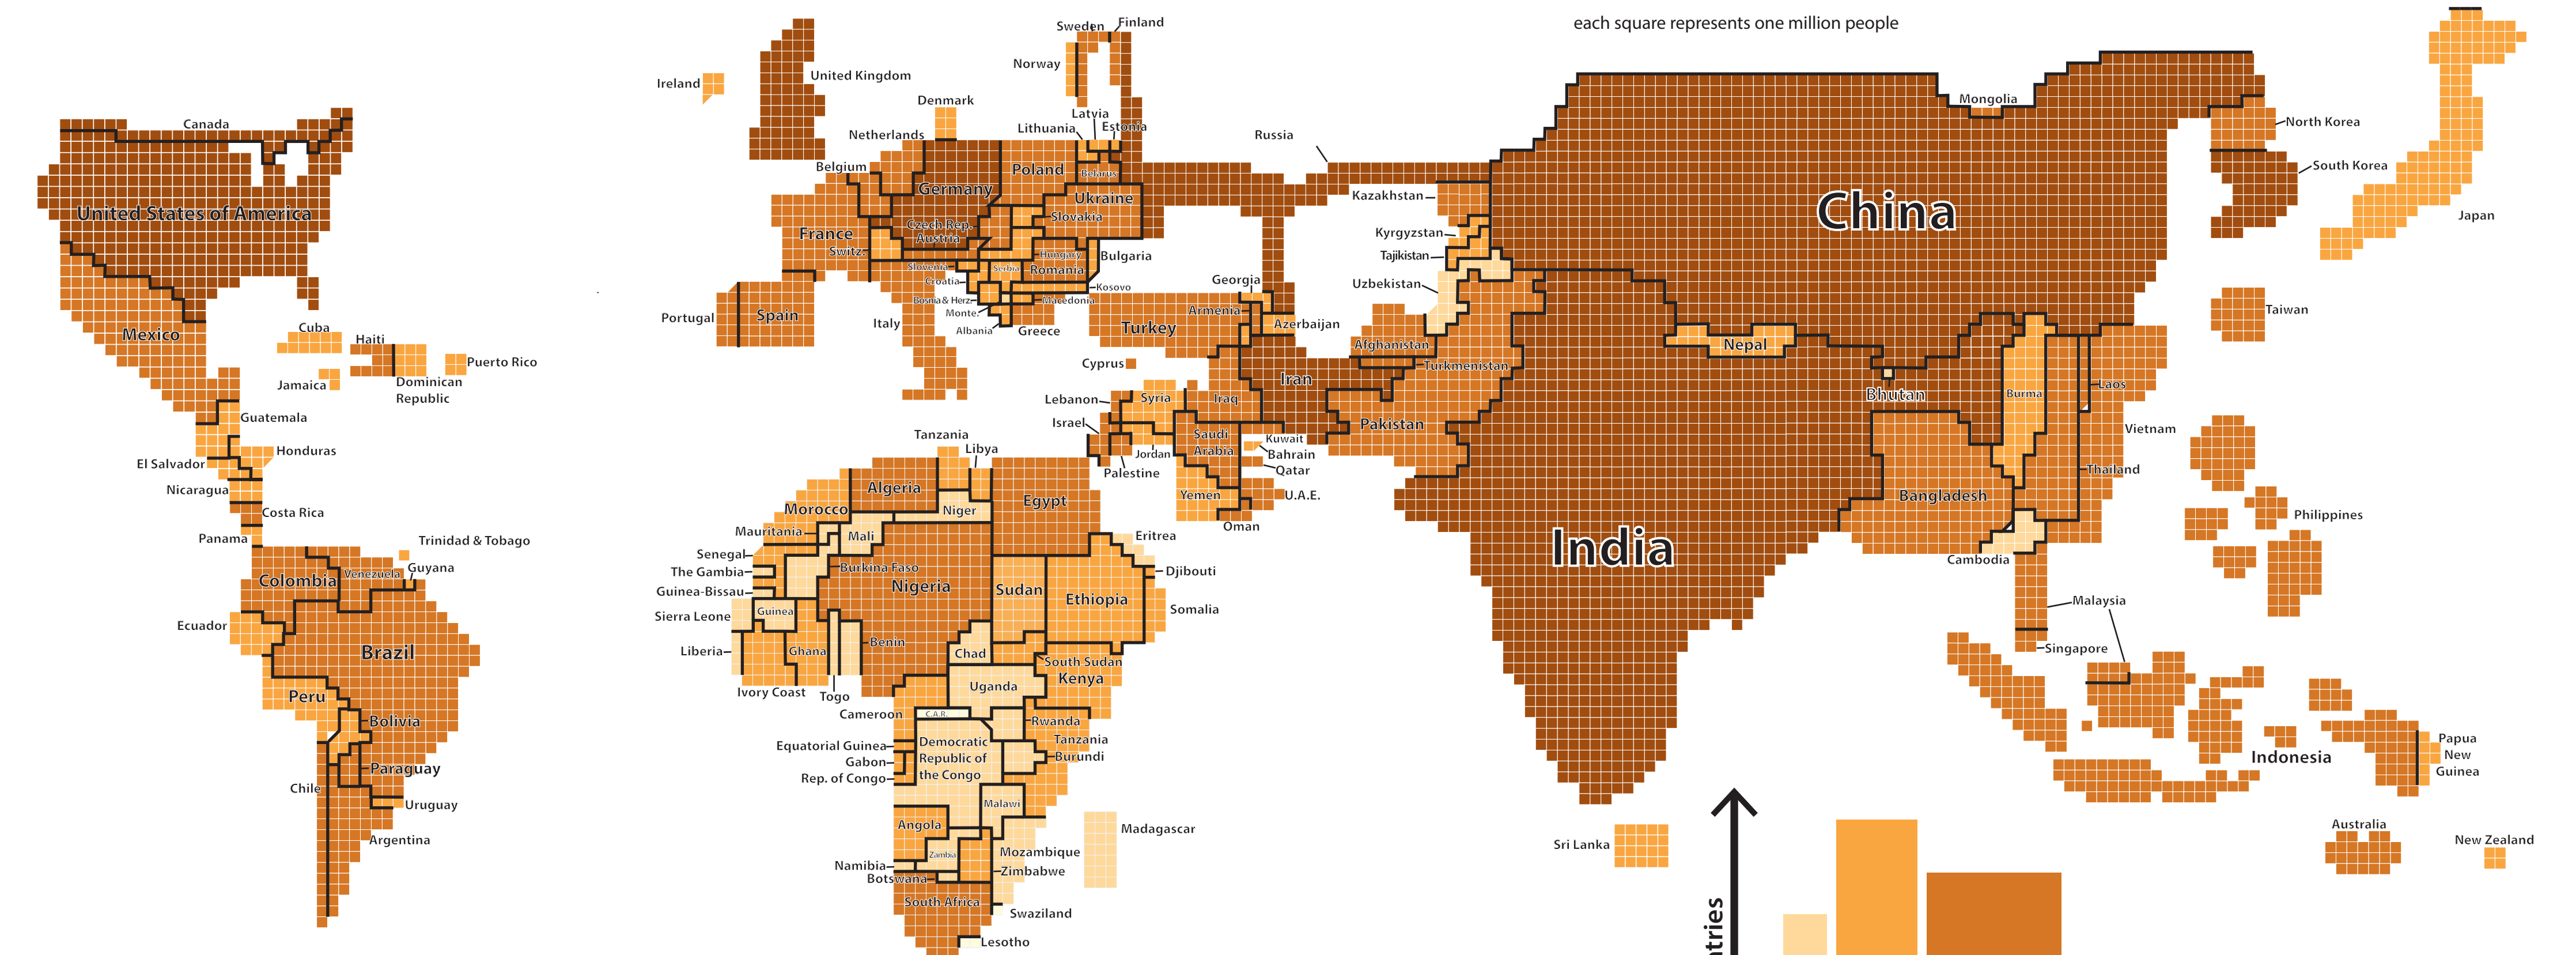 each square represents one million people
Canada
United States of America
Mexico
Cuba
Haiti
Puerto Rico
Jamaica
Dominican
Republic
Guatemala
Honduras
El Salvador
Nicaragua
Costa Rica
Panama
Trinidad & Tobago
Guyana
Venezuela
Colombia
Ecuador
Brazil
Peru
Bolivia
Paraguay
Chile
Uruguay
Argentina
Ireland
United Kingdom
Sweden
Finland
Norway
Denmark
Latvia
Lithuania
Estonia
Netherlands
Belgium
Germany
Poland
Belarus
Ukraine
Slovakia
Czech Rep.
Austria
France
Switz.
Slovenia
Hungary
Serbia
Romania
Bulgaria
Croatia
Kosovo
Bosnia & Herz.
Macedonia
Monte.
Albania
Greece
Italy
Portugal
Spain
Russia
Georgia
Armenia
Azerbaijan
Turkey
Cyprus
Kazakhstan
Kyrgyzstan
Tajikistan
Uzbekistan
Afghanistan
Turkmenistan
Iran
Pakistan
Lebanon
Syria
Iraq
Israel
Saudi
Arabia
Kuwait
Bahrain
Jordan
Qatar
Palestine
Yemen
U.A.E.
Oman
Tanzania
Libya
Algeria
Egypt
Morocco
Niger
Mauritania
Mali
Eritrea
Senegal
Burkina Faso
The Gambia
Djibouti
Nigeria
Sudan
Ethiopia
Guinea-Bissau
Guinea
Somalia
Sierra Leone
Liberia
Ghana
Benin
Chad
South Sudan
Kenya
Ivory Coast
Togo
Uganda
Cameroon
C.A.R.
Rwanda
Equatorial Guinea
Democratic
Republic of
the Congo
Tanzania
Burundi
Gabon
Rep. of Congo
Malawi
Angola
Madagascar
Zambia
Mozambique
Namibia
Zimbabwe
Botswana
South Africa
Swaziland
Lesotho
China
Mongolia
North Korea
South Korea
Japan
Taiwan
Nepal
Bhutan
Burma
Laos
Vietnam
Thailand
Bangladesh
India
Philippines
Cambodia
Malaysia
Singapore
Indonesia
Papua
New
Guinea
Sri Lanka
Australia
New Zealand
ntries